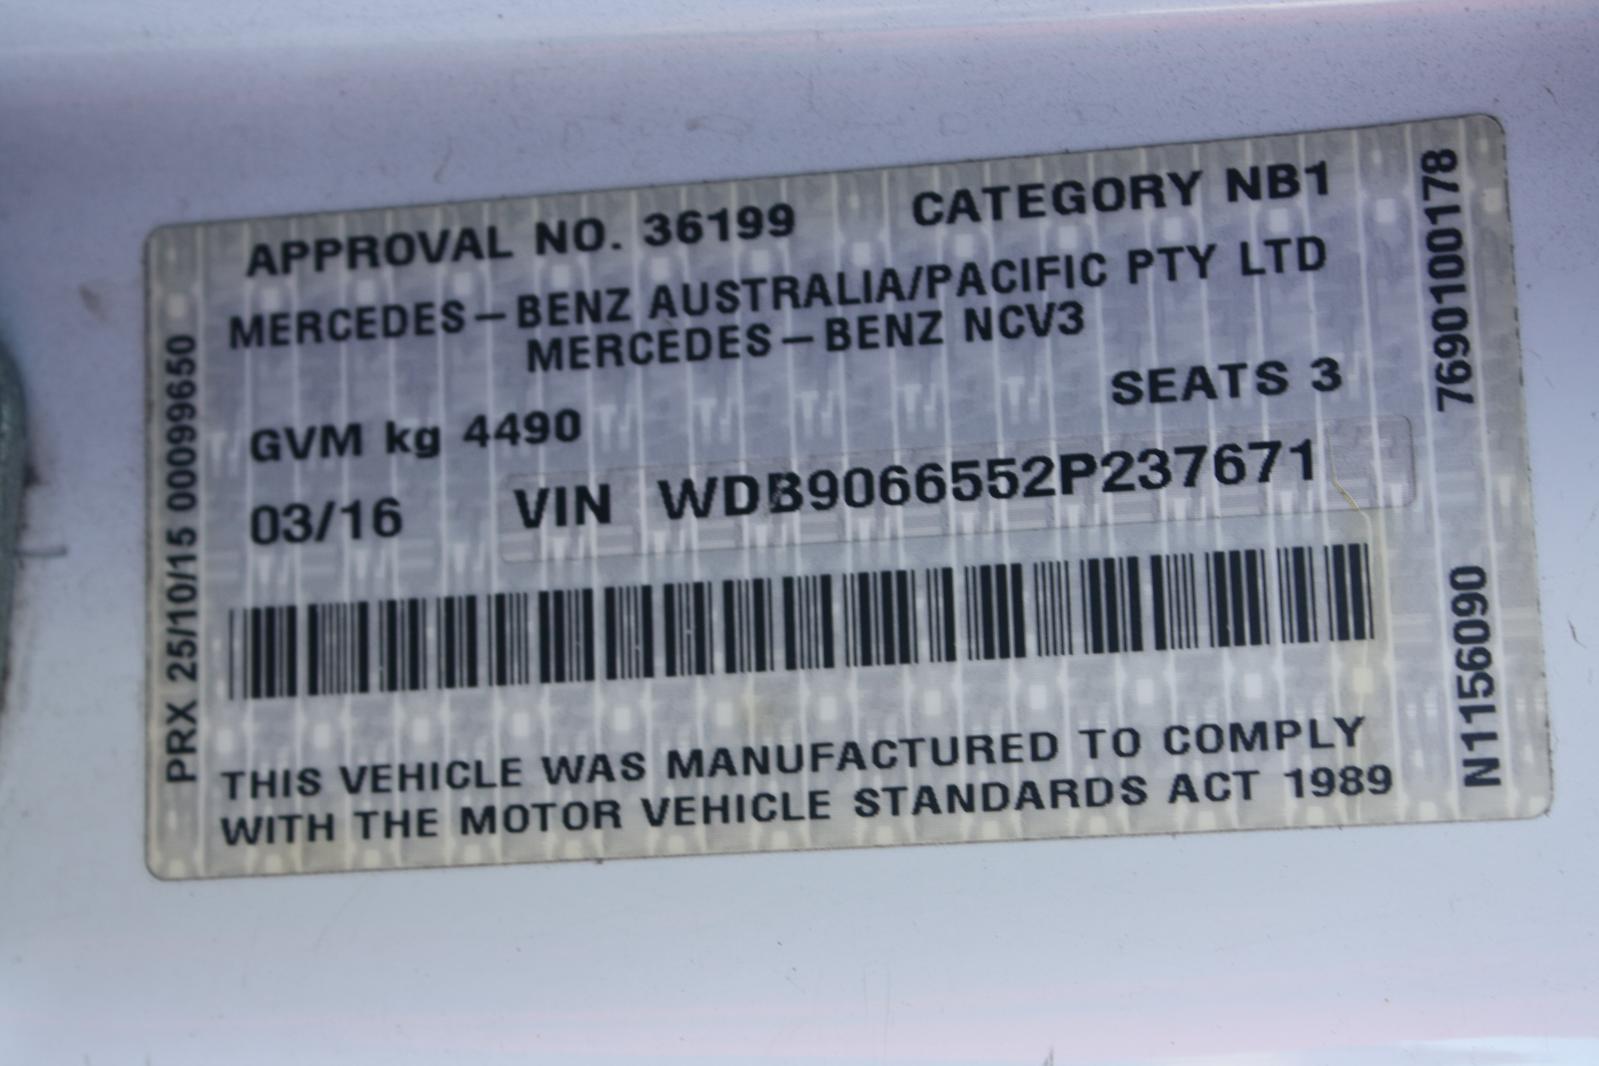 APPROVAL NO. 36199 CATEGORY NB1
MERCEDES-BENZ AUSTRALIA/PACIFIC PTY LTD
MERCEDES-BENZ NCV3
GVM kg 4490 SEATS 3
03/16 VIN WDB9066552P237671
THIS VEHICLE WAS MANUFACTURED TO COMPLY
WITH THE MOTOR VEHICLE STANDARDS ACT 1989
PRX 25/10/15 00099650
N1156090 7690100178